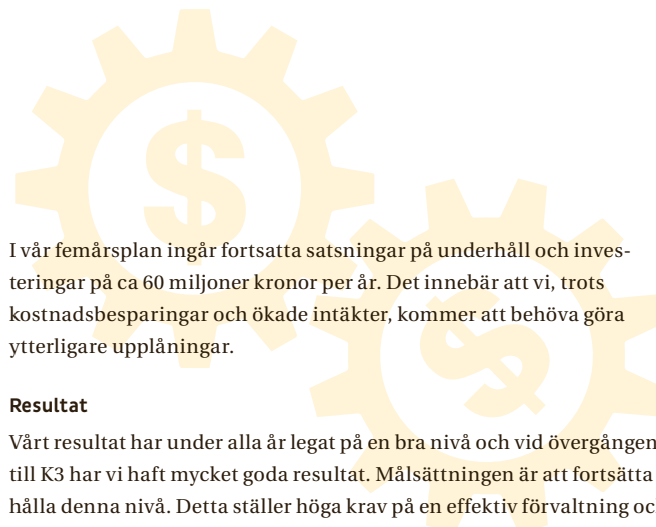 I vår femårsplan ingår fortsatta satsningar på underhåll och inves-
teringar på ca 60 miljoner kronor per år. Det innebär att vi, trots
kostnadsbesparingar och ökade intäkter, kommer att behöva göra
ytterligare upplåningar.
Resultat
Vårt resultat har under alla år legat på en bra nivå och vid övergången
till K3 har vi haft mycket goda resultat. Målsättningen är att fortsätta
hålla denna nivå. Detta ställer höga krav på en effektiv förvaltning
$
$